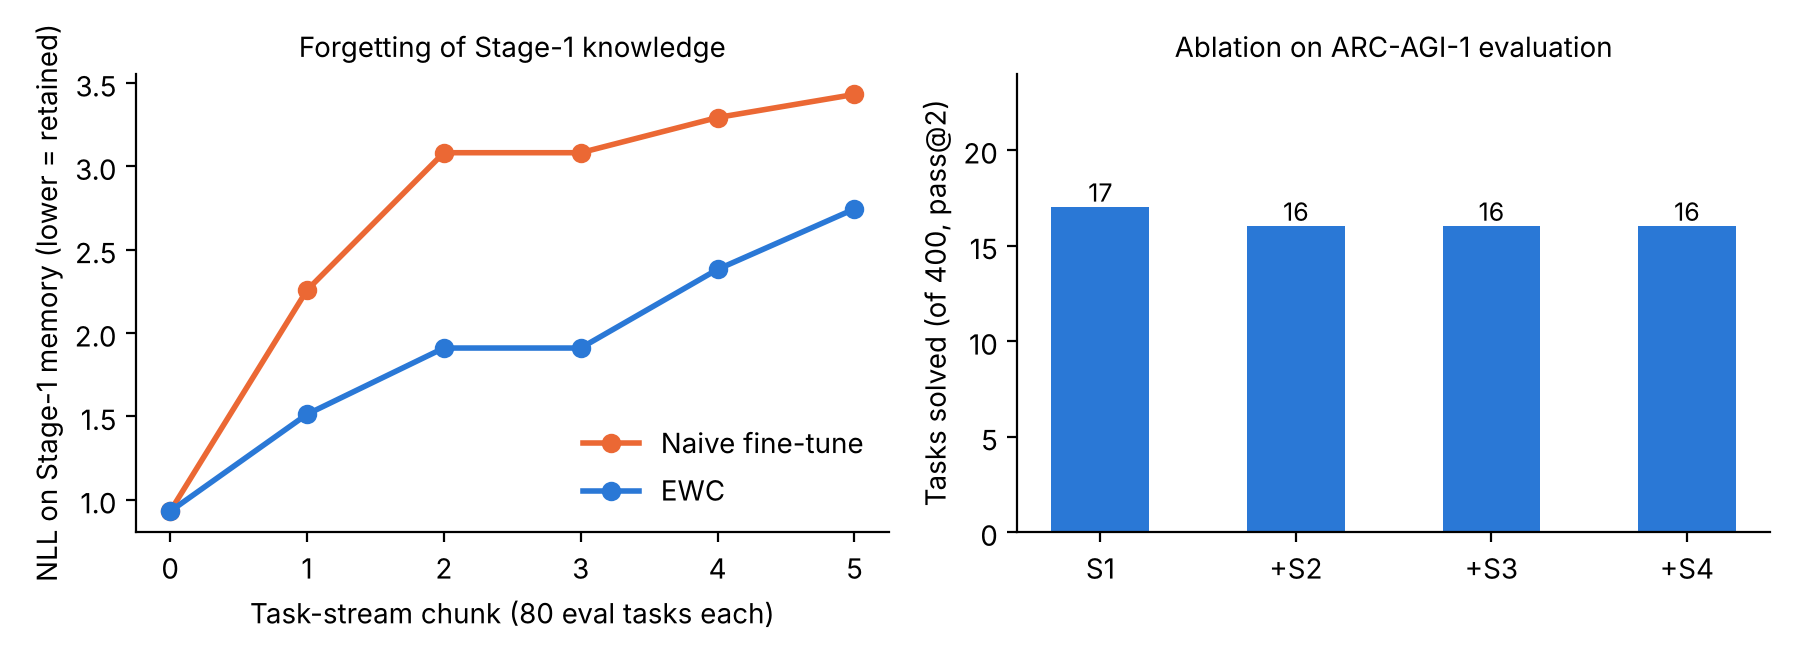 Forgetting of Stage-1 knowledge
NLL on Stage-1 memory (lower = retained)
3.5
3.0
2.5
2.0
1.5
1.0
Naive fine-tune
EWC
0 1 2 3 4 5
Task-stream chunk (80 eval tasks each)
Ablation on ARC-AGI-1 evaluation
Tasks solved (of 400, pass@2)
20
15
10
5
0
17 16 16 16
S1 +S2 +S3 +S4